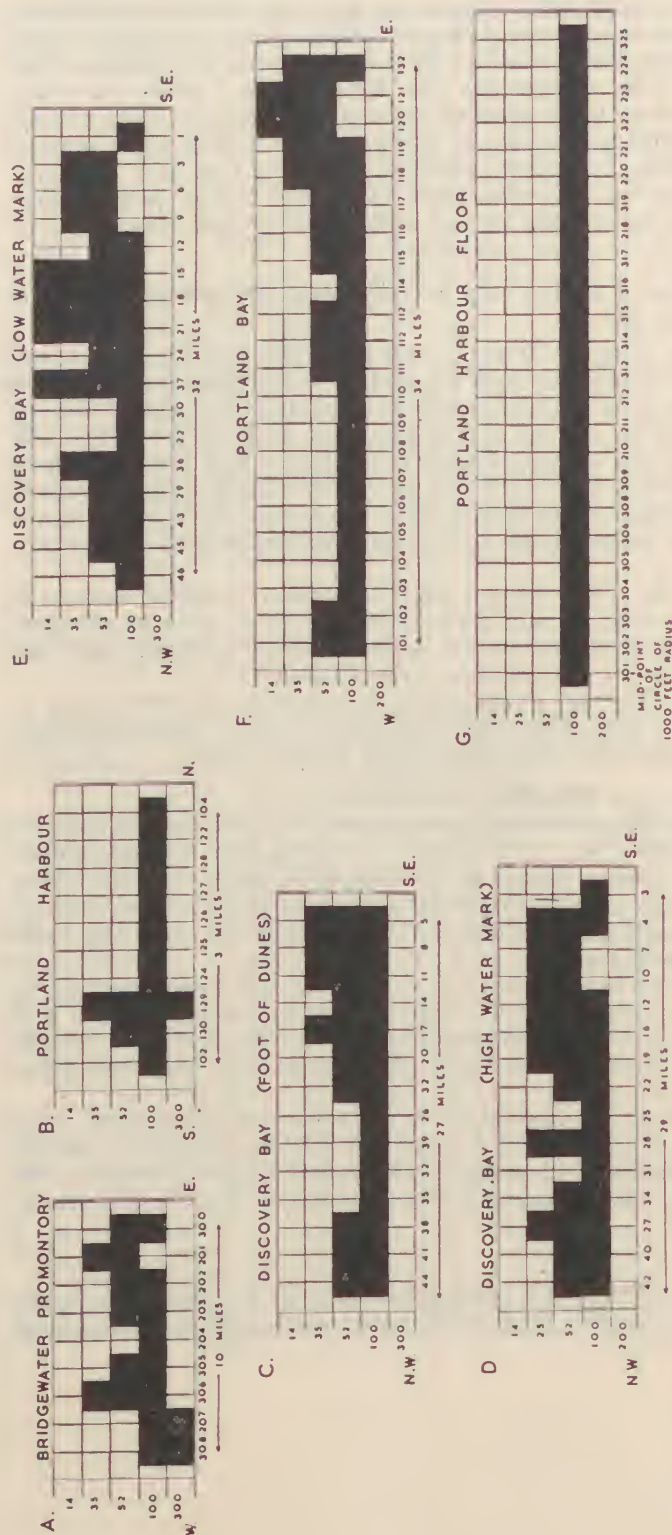 A.
BRIDGEWATER PROMONTORY
14
35
52
100
300
W.
E.
308 207 306 305 204 203 202 201 300
10 MILES
B.
PORTLAND HARBOUR
14
35
52
100
300
S.
N.
102 130 129 124 125 126 127 128 122 104
3 MILES
C.
DISCOVERY BAY (FOOT OF DUNES)
14
35
52
100
300
N.W
S.E.
44 41 38 35 32 39 26 32 20 17 14 11 8 5
27 MILES
D
DISCOVERY BAY (HIGH WATER MARK)
14
25
52
100
200
NW
S.E.
42 40 27 34 31 28 25 22 19 16 12 10 7 4 3
29 MILES
E.
DISCOVERY BAY (LOW WATER MARK)
14
35
53
100
300
N.W.
S.E.
46 45 43 29 36 22 30 37 24 21 18 15 12 9 6 3 1
32 MILES
F.
PORTLAND BAY
14
35
52
100
200
W
E.
101 102 103 104 105 106 107 108 109 110 111 112 112 114 115 116 117 118 119 120 121 132
34 MILES
G.
PORTLAND HARBOUR FLOOR
14
25
52
100
200
301 302 303 304 305 306 308 309 210 211 212 312 314 315 316 317 218 319 220 221 322 223 224 325
MID-POINT
OF
CIRCLE OF
1000 FEET RADIUS